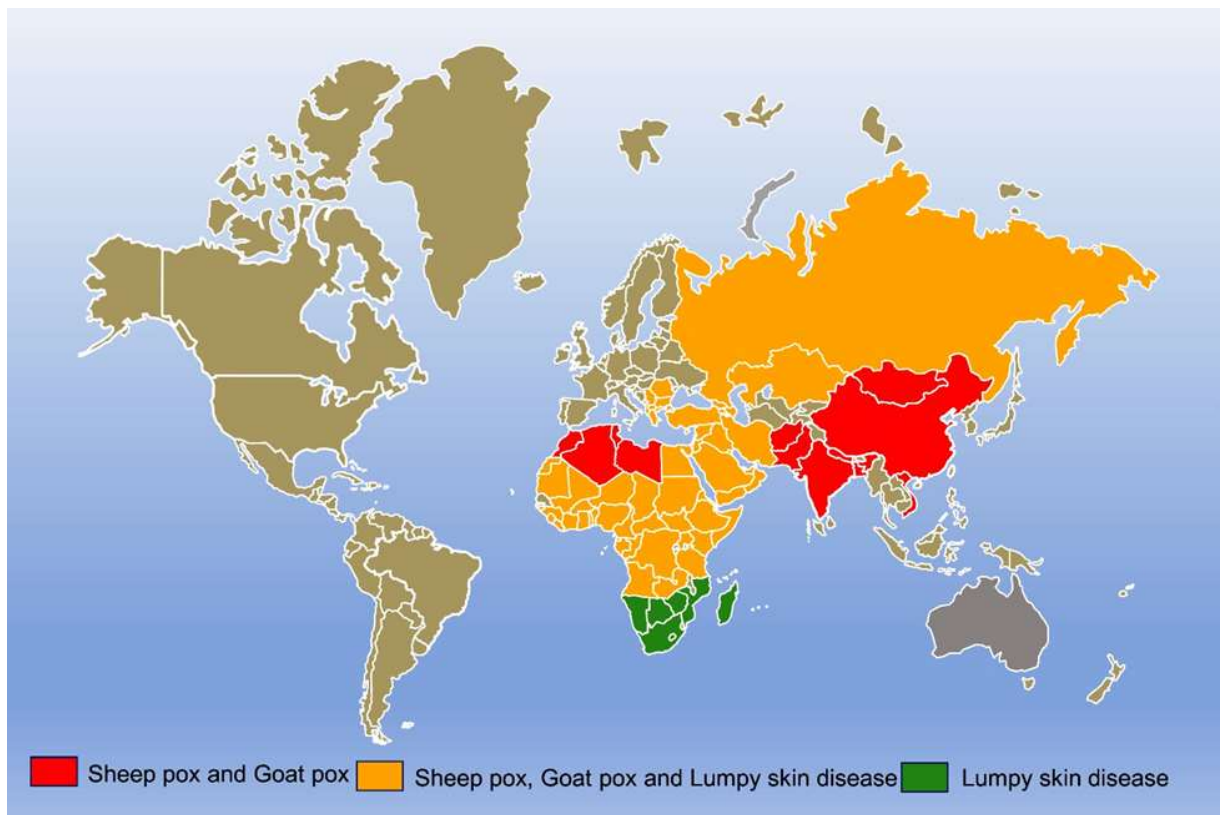 Sheep pox and Goat pox
Sheep pox, Goat pox and Lumpy skin disease
Lumpy skin disease